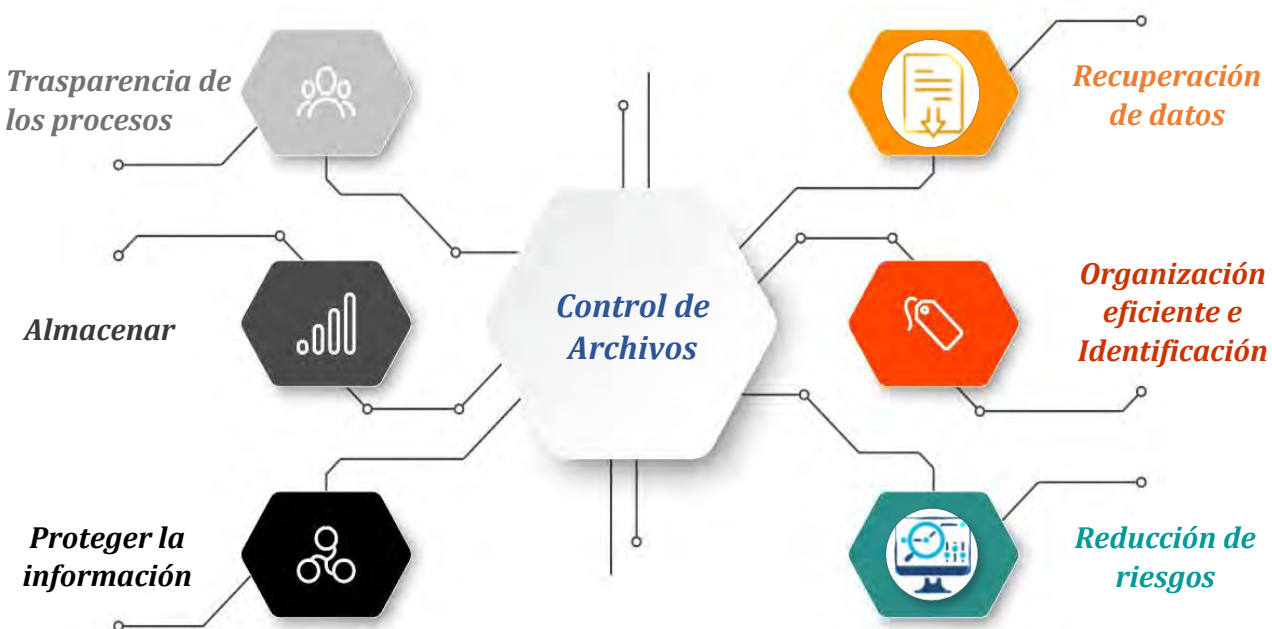 Trasparencia de
los procesos
Almacenar
Proteger la
información
Control de
Archivos
Recuperación
de datos
Organización
eficiente e
Identificación
Reducción de
riesgos